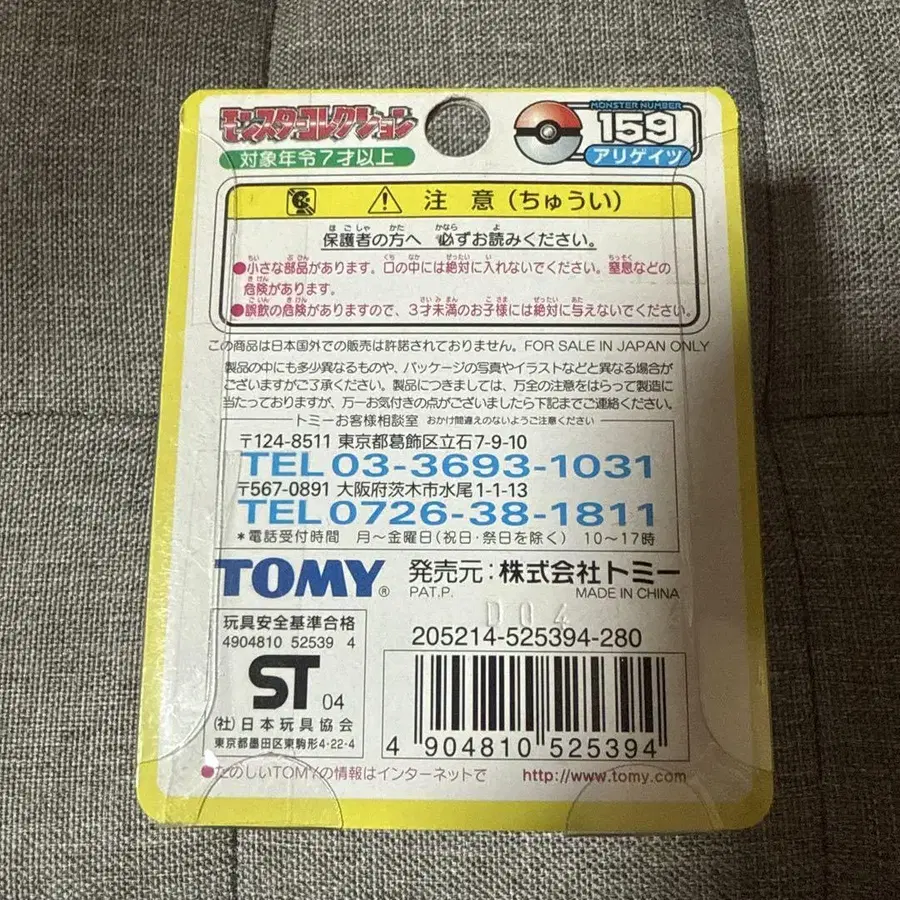 モンスターコレクション
対象年令7才以上
MONSTER NUMBER
159
アリゲイツ
注 意 (ちゅうい)
保護者の方へ 必ずお読みください。
●小さな部品があります。口の中には絶対に入れないでください。窒息などの
危険があります。
●誤飲の危険がありますので、3才未満のお子様には絶対に与えないでください。
この商品は日本国外での販売は許諾されておりません。FOR SALE IN JAPAN ONLY
製品の中にも多少異なるものや、パッケージの写真やイラストなどと異なる場合が
ございますがご了承ください。製品につきましては、万全の注意をはらって製造に
当たっておりますが、万一お気付きの点がございましたら下記までご連絡ください。
トミーお客様相談室 おかけ間違えのないようご注意ください
〒124-8511 東京都葛飾区立石7-9-10
TEL 03-3693-1031
〒567-0891 大阪府茨木市水尾1-1-13
TEL 0726-38-1811
*電話受付時間 月～金曜日(祝日・祭日を除く) 10～17時
TOMY® 発売元:株式会社トミー
PAT.P. MADE IN CHINA
D04
205214-525394-280
玩具安全基準合格
4904810 52539 4
ST 04
(社)日本玩具協会
東京都墨田区東駒形4-22-4
4 904810 525394
●たのしいTOMYの情報はインターネットで http://www.tomy.com